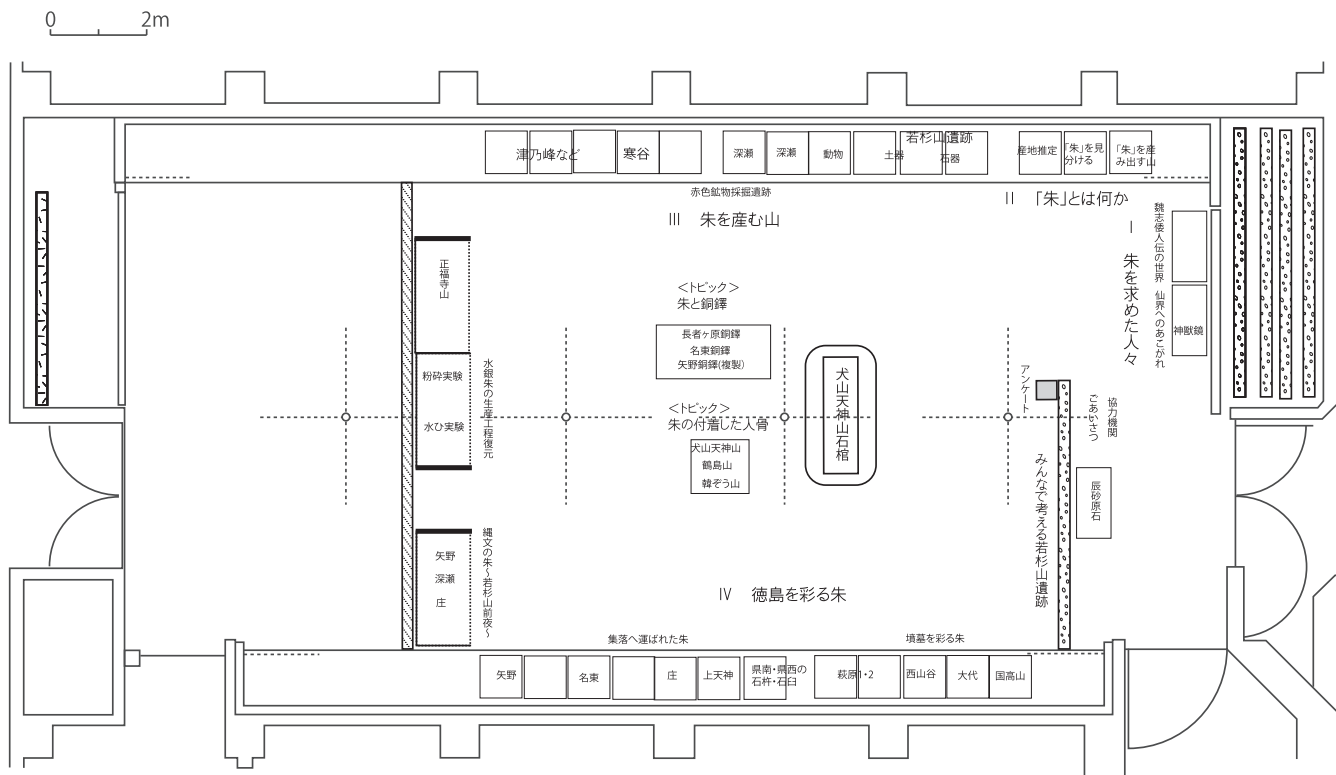 0 2m
津乃峰など
寒谷
深瀬
深瀬
動物
土器
若杉山遺跡
石器
産地推定
「朱」を見
分ける
「朱」を産
み出す山
赤色鉱物採掘遺跡
III 朱を産む山
II 「朱」とは何か
I 朱を求めた人々
魏志倭人伝の世界 仙界へのあこがれ
神獣鏡
正福寺山
粉砕実験
水ひ実験
水銀朱の生産工程復元
＜トピック＞
朱と銅鐸
長者ヶ原銅鐸
名東銅鐸
矢野銅鐸(複製)
＜トピック＞
朱の付着した人骨
犬山天神山
鶴島山
韓ぞう山
犬山天神山石棺
アンケート
協力機関
ごあいさつ
みんなで考える若杉山遺跡
辰砂原石
矢野
深瀬
庄
縄文の朱～若杉山前夜～
IV 徳島を彩る朱
集落へ運ばれた朱
墳墓を彩る朱
矢野
名東
庄
上天神
県南・県西の
石杵・石臼
萩原1・2
西山谷
大代
国高山